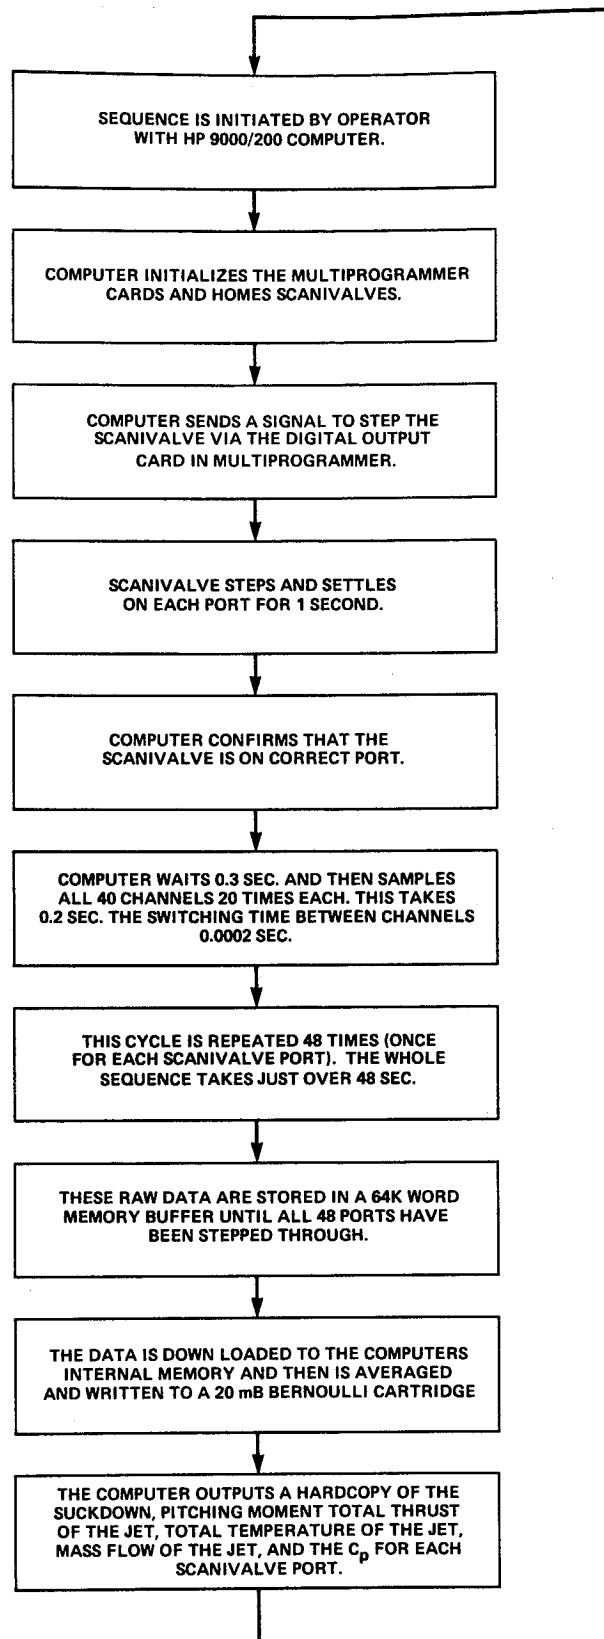 SEQUENCE IS INITIATED BY OPERATOR
WITH HP 9000/200 COMPUTER.
COMPUTER INITIALIZES THE MULTIPROGRAMMER
CARDS AND HOMES SCANIVALVES.
COMPUTER SENDS A SIGNAL TO STEP THE
SCANIVALVE VIA THE DIGITAL OUTPUT
CARD IN MULTIPROGRAMMER.
SCANIVALVE STEPS AND SETTLES
ON EACH PORT FOR 1 SECOND.
COMPUTER CONFIRMS THAT THE
SCANIVALVE IS ON CORRECT PORT.
COMPUTER WAITS 0.3 SEC. AND THEN SAMPLES
ALL 40 CHANNELS 20 TIMES EACH. THIS TAKES
0.2 SEC. THE SWITCHING TIME BETWEEN CHANNELS
0.0002 SEC.
THIS CYCLE IS REPEATED 48 TIMES (ONCE
FOR EACH SCANIVALVE PORT). THE WHOLE
SEQUENCE TAKES JUST OVER 48 SEC.
THESE RAW DATA ARE STORED IN A 64K WORD
MEMORY BUFFER UNTIL ALL 48 PORTS HAVE
BEEN STEPPED THROUGH.
THE DATA IS DOWN LOADED TO THE COMPUTERS
INTERNAL MEMORY AND THEN IS AVERAGED
AND WRITTEN TO A 20 mB BERNOULLI CARTRIDGE
THE COMPUTER OUTPUTS A HARDCOPY OF THE
SUCKDOWN, PITCHING MOMENT TOTAL THRUST
OF THE JET, TOTAL TEMPERATURE OF THE JET,
MASS FLOW OF THE JET, AND THE Cp FOR EACH
SCANIVALVE PORT.